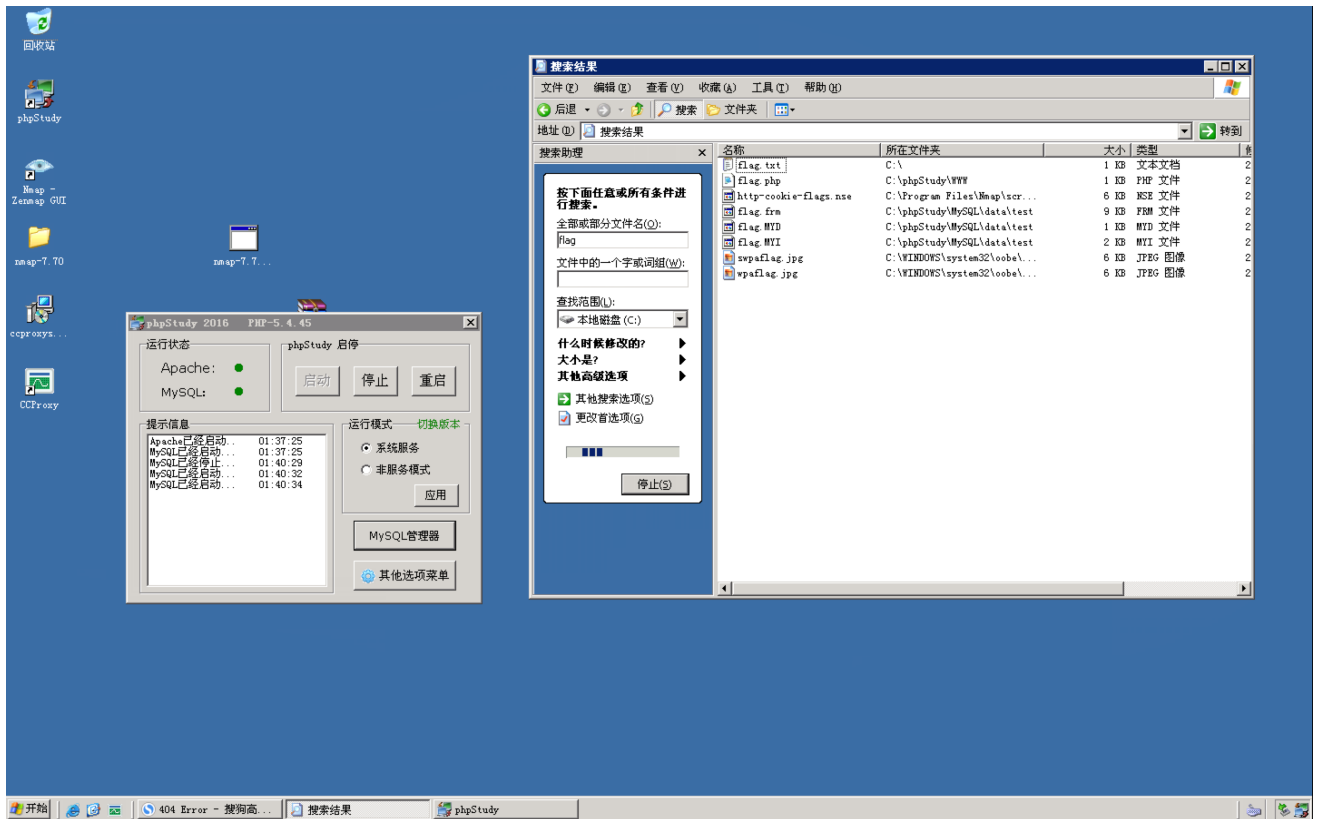 回收站
phpStudy
Nmap -
Zenmap GUI
nmap-7.70
nmap-7.7...
ccproxys...
CCProxy
phpStudy 2016 PHP-5.4.45
运行状态
Apache:
MySQL:
phpStudy 启停
启动 停止 重启
提示信息
Apache已经启动.. 01:37:25
MySQL已经启动... 01:37:25
MySQL已经停止... 01:40:29
MySQL已经启动... 01:40:32
MySQL已经启动... 01:40:34
运行模式 切换版本
系统服务
非服务模式
应用
MySQL管理器
其他选项菜单
搜索结果
文件(F) 编辑(E) 查看(V) 收藏(A) 工具(T) 帮助(H)
后退 搜索 文件夹
地址(D) 搜索结果 转到
搜索助理
按下面任意或所有条件进
行搜索。
全部或部分文件名(O):
flag
文件中的一个字或词组(W):
查找范围(L):
本地磁盘 (C:)
什么时候修改的?
大小是?
其他高级选项
其他搜索选项(S)
更改首选项(G)
停止(S)
名称 所在文件夹 大小 类型
flag.txt C:\ 1 KB 文本文档 2
flag.php C:\phpStudy\WWW 1 KB PHP 文件 2
http-cookie-flags.nse C:\Program Files\Nmap\scr... 6 KB NSE 文件 2
flag.frm C:\phpStudy\MySQL\data\test 9 KB FRM 文件 2
flag.MYD C:\phpStudy\MySQL\data\test 1 KB MYD 文件 2
flag.MYI C:\phpStudy\MySQL\data\test 2 KB MYI 文件 2
swpaflag.jpg C:\WINDOWS\system32\oobe\... 6 KB JPEG 图像 2
wpaflag.jpg C:\WINDOWS\system32\oobe\... 6 KB JPEG 图像 2
开始 404 Error - 搜狗高... 搜索结果 phpStudy